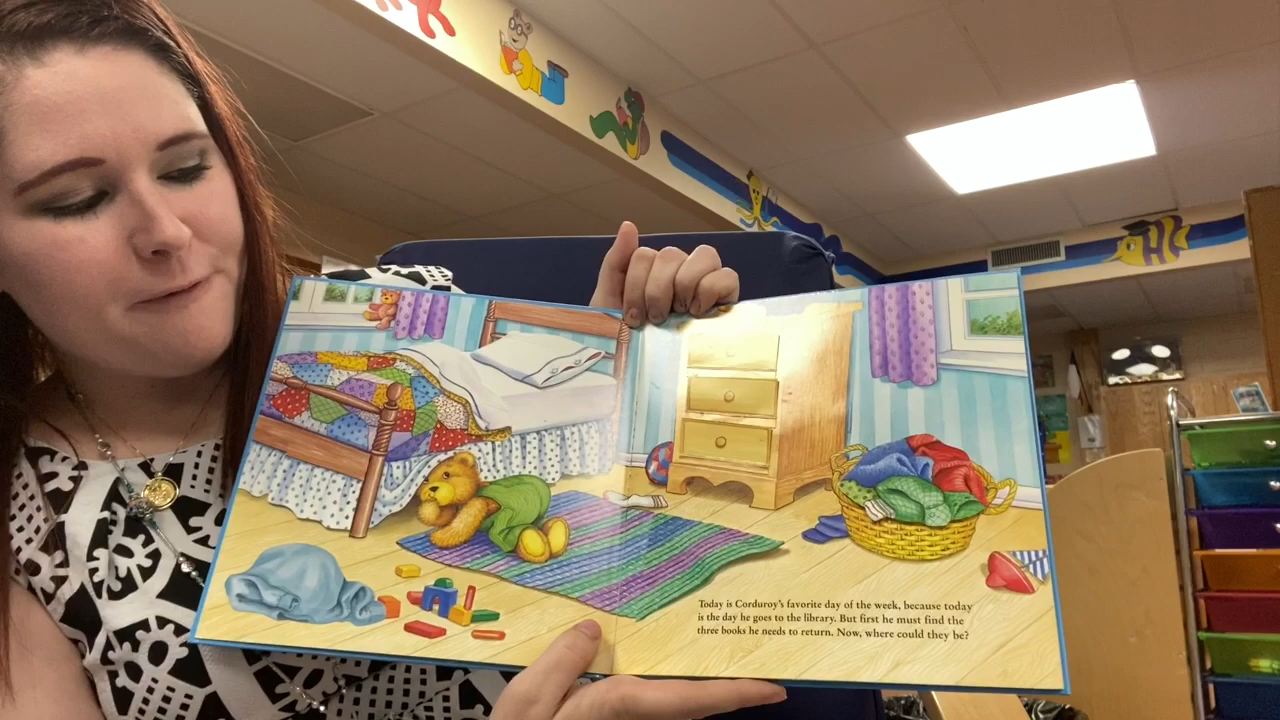 Today is Corduroy's favorite day of the week, because today
is the day he goes to the library. But first he must find the
three books he needs to return. Now, where could they be?